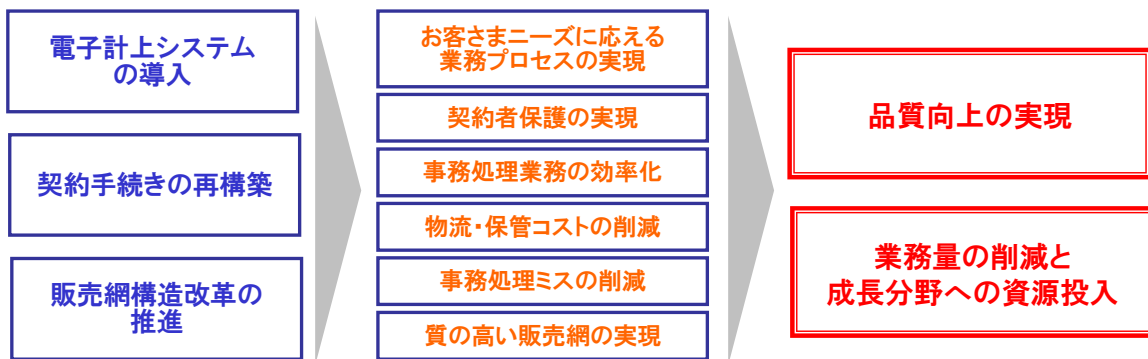 電子計上システム
の導入
契約手続きの再構築
販売網構造改革の
推進
お客さまニーズに応える
業務プロセスの実現
契約者保護の実現
事務処理業務の効率化
物流・保管コストの削減
事務処理ミスの削減
質の高い販売網の実現
品質向上の実現
業務量の削減と
成長分野への資源投入